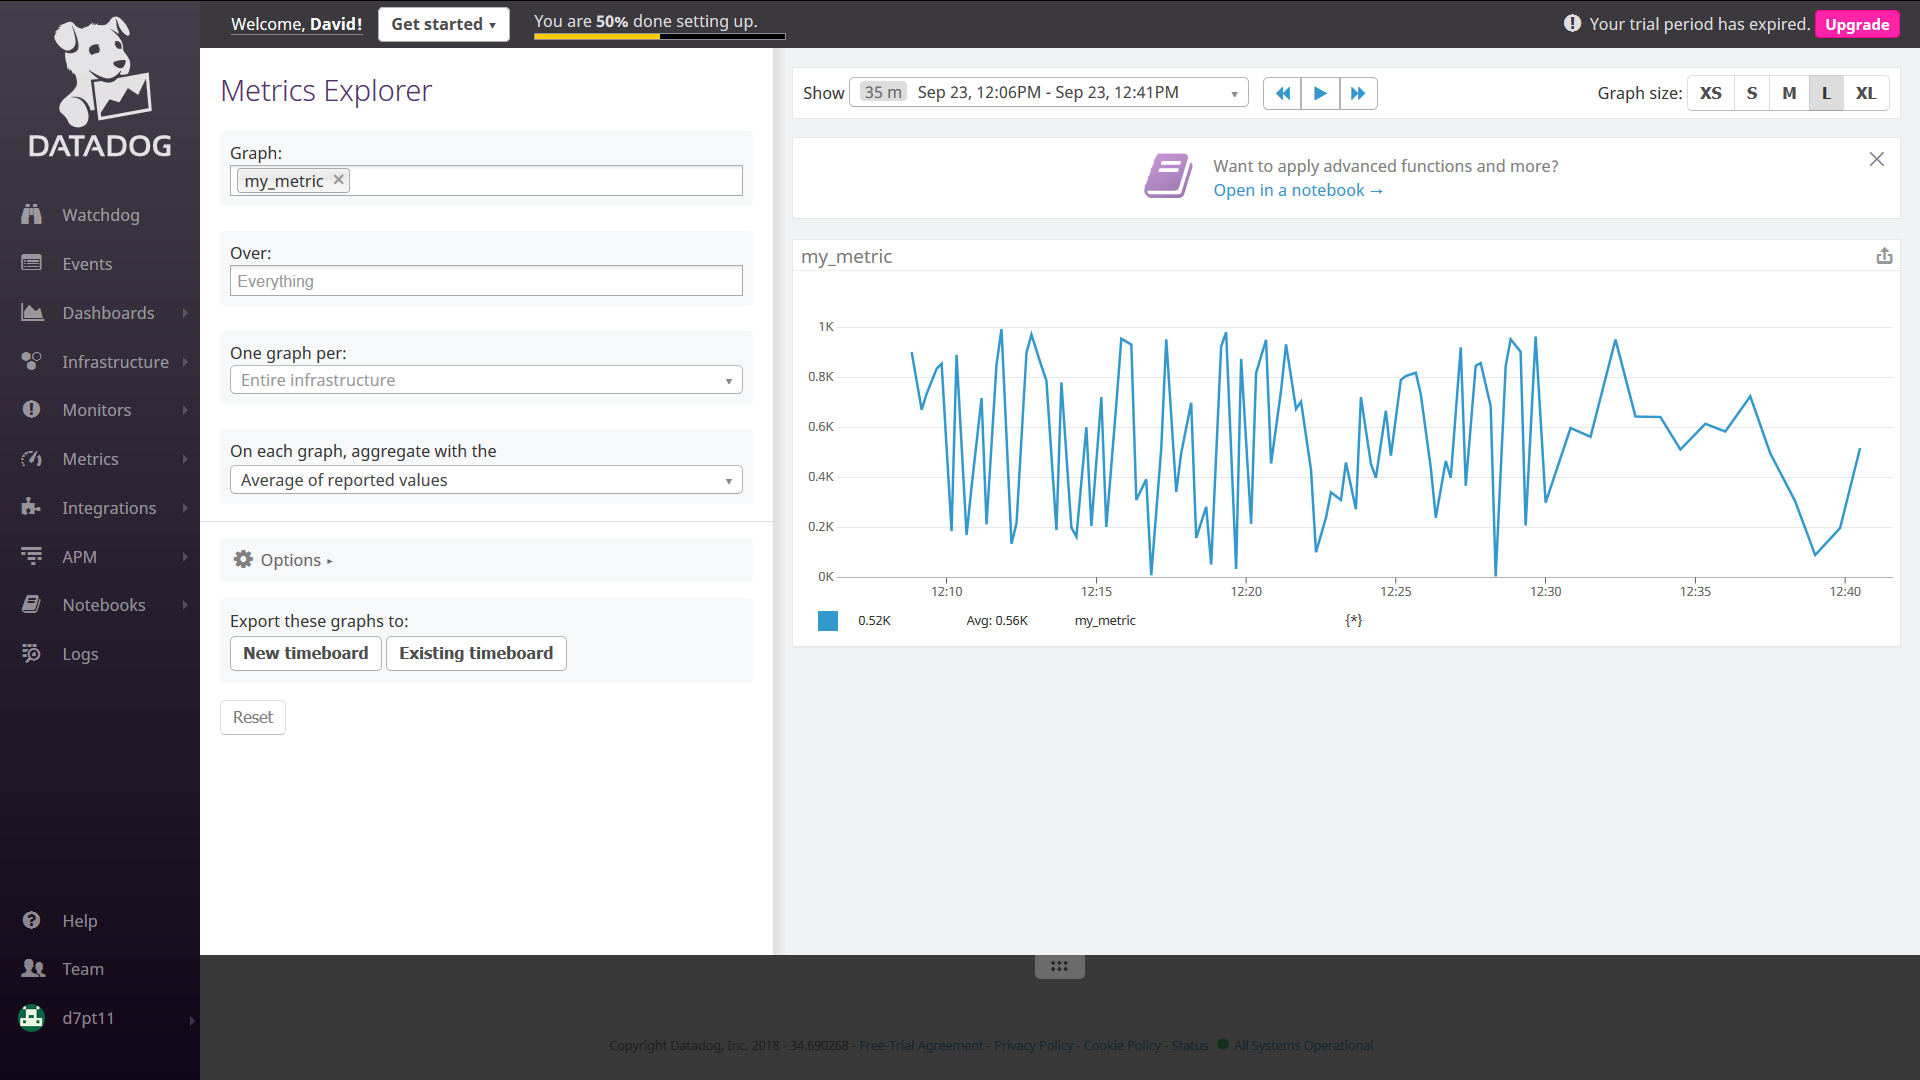 Welcome, David!
Get started
You are 50% done setting up.
Your trial period has expired.
Upgrade
DATADOG
Watchdog
Events
Dashboards
Infrastructure
Monitors
Metrics
Integrations
APM
Notebooks
Logs
Help
Team
d7pt11
Metrics Explorer
Graph:
my_metric
Over:
Everything
One graph per:
Entire infrastructure
On each graph, aggregate with the
Average of reported values
Options
Export these graphs to:
New timeboard
Existing timeboard
Reset
Show
35 m Sep 23, 12:06PM - Sep 23, 12:41PM
Graph size:
XS S M L XL
Want to apply advanced functions and more?
Open in a notebook →
my_metric
1K
0.8K
0.6K
0.4K
0.2K
0K
12:10 12:15 12:20 12:25 12:30 12:35 12:40
0.52K Avg: 0.56K my_metric {*}
Copyright Datadog, Inc. 2018 - 34.690268 - Free-Trial Agreement - Privacy Policy - Cookie Policy - Status All Systems Operational